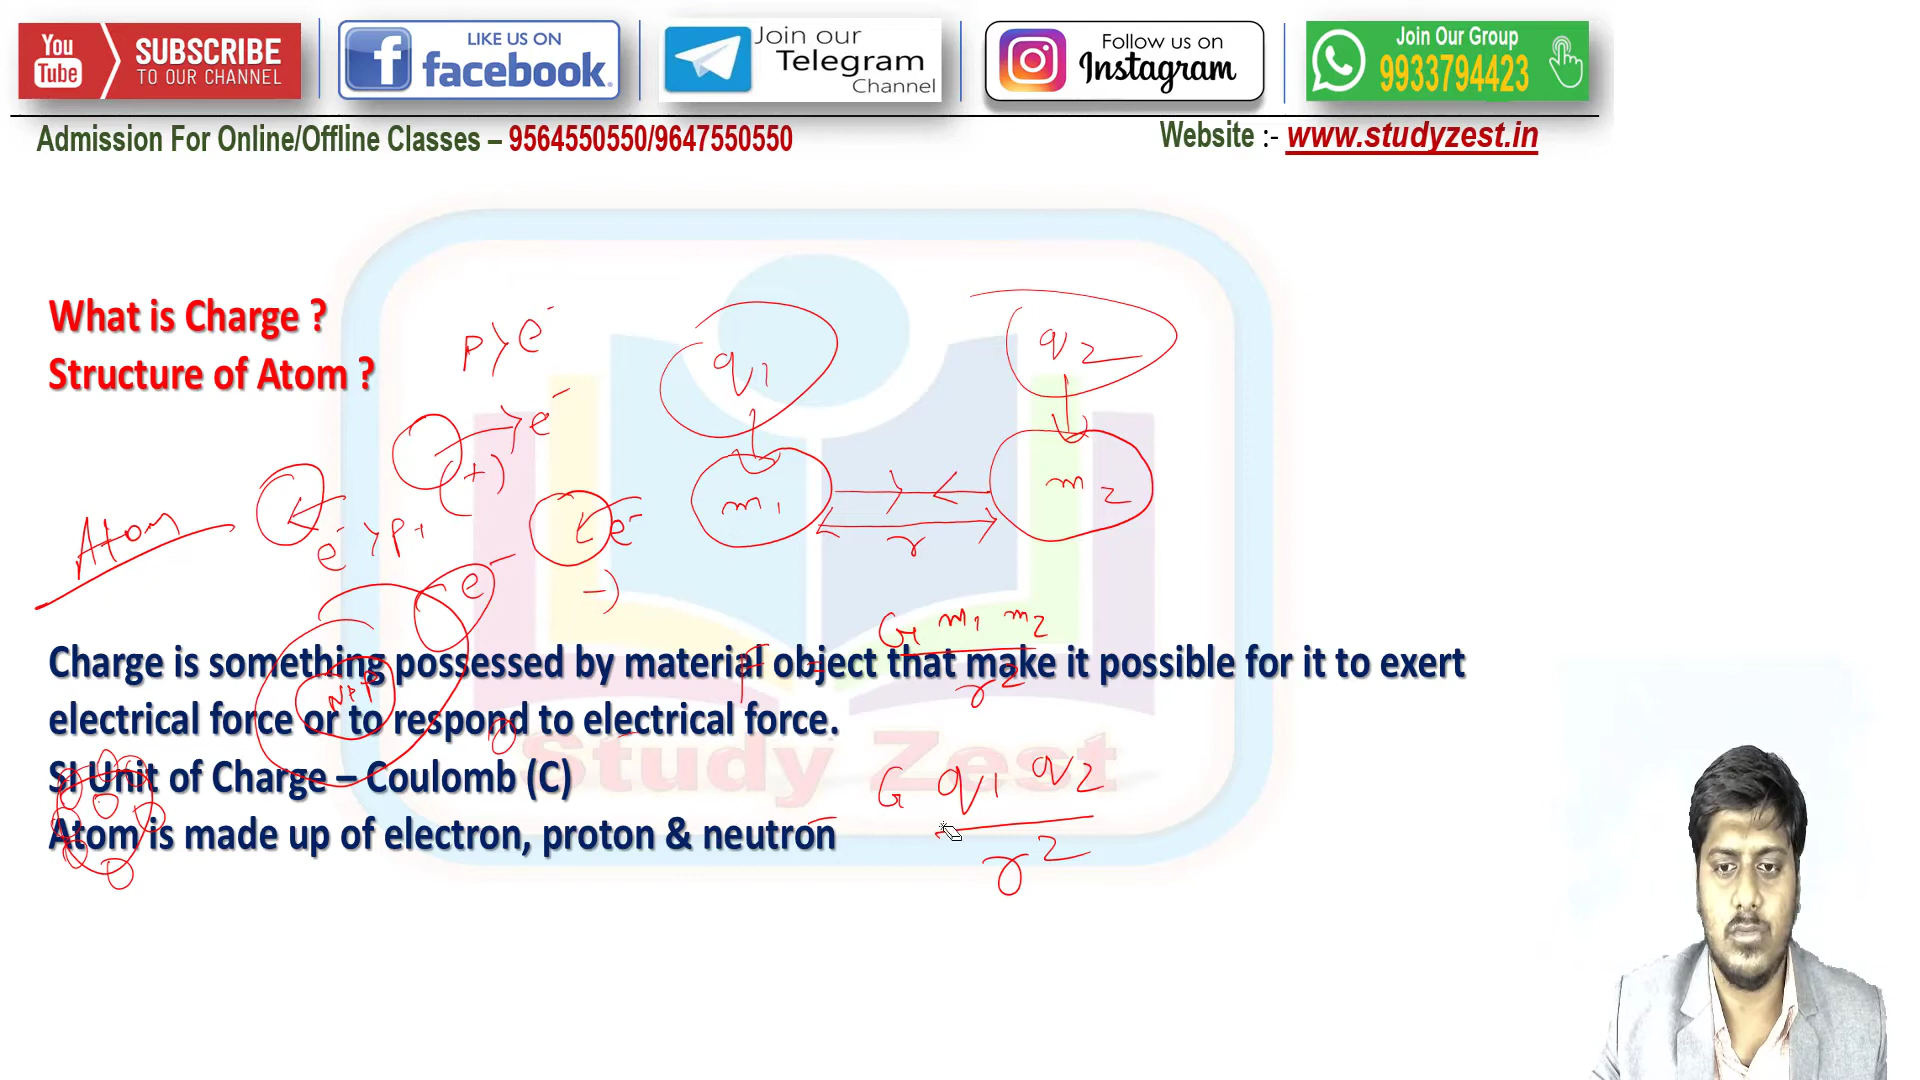 You Tube SUBSCRIBE TO OUR CHANNEL
LIKE US ON facebook.
Join our Telegram Channel
Follow us on Instagram
Join Our Group 9933794423
Admission For Online/Offline Classes – 9564550550/9647550550
Website :- www.studyzest.in
What is Charge ?
Structure of Atom ?
p > e⁻
q1
q2
e⁻
(+)
m1
m2
Atom
e⁻ > p+
e⁻
r
e⁻
-)
G m1 m2
F =
r²
Charge is something possessed by material object that make it possible for it to exert
electrical force or to respond to electrical force.
N+P
Study Zest
SI Unit of Charge – Coulomb (C)
G q1 q2
r²
Atom is made up of electron, proton & neutron